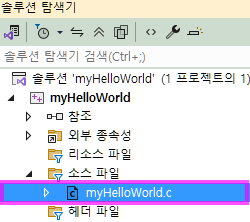 솔루션 탐색기
솔루션 탐색기 검색(Ctrl+;)
솔루션 'myHelloWorld' (1 프로젝트의 1)
myHelloWorld
참조
외부 종속성
리소스 파일
소스 파일
myHelloWorld.c
헤더 파일